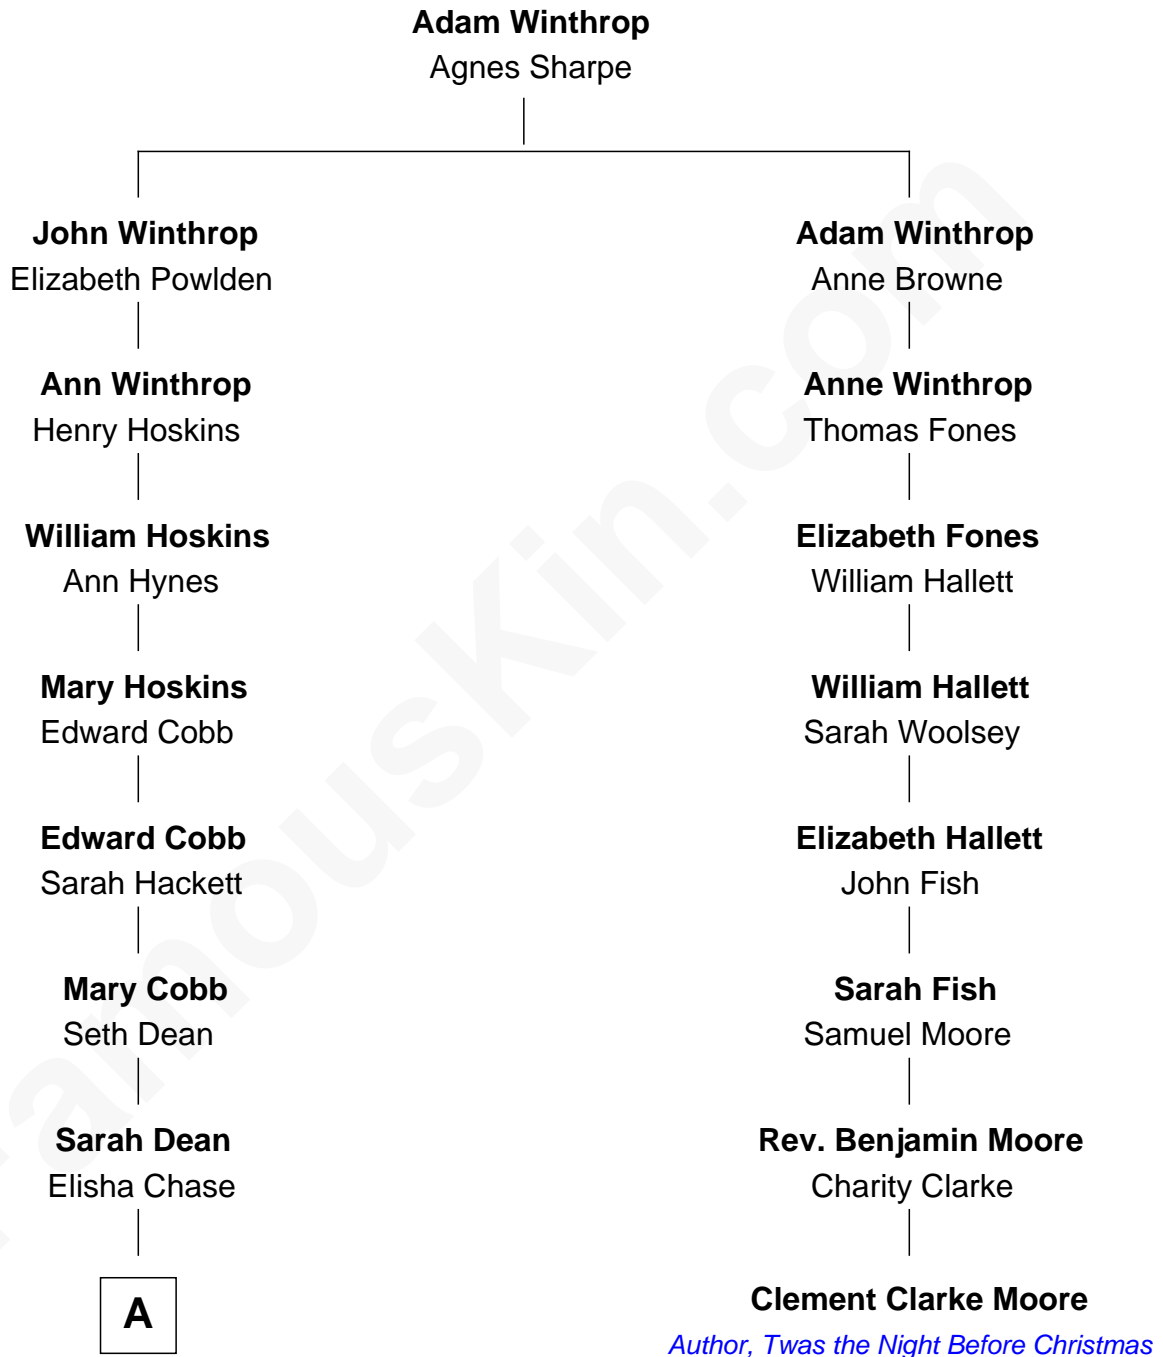 Adam Winthrop
Agnes Sharpe
John Winthrop
Elizabeth Powlden
Adam Winthrop
Anne Browne
Ann Winthrop
Henry Hoskins
Anne Winthrop
Thomas Fones
William Hoskins
Ann Hynes
Elizabeth Fones
William Hallett
Mary Hoskins
Edward Cobb
William Hallett
Sarah Woolsey
Edward Cobb
Sarah Hackett
Elizabeth Hallett
John Fish
Mary Cobb
Seth Dean
Sarah Fish
Samuel Moore
Sarah Dean
Elisha Chase
Rev. Benjamin Moore
Charity Clarke
A
Clement Clarke Moore
Author, Twas the Night Before Christmas
FamousKin.com